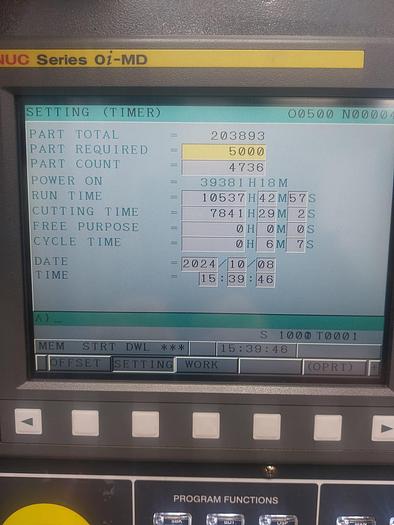 NUC Series 0i-MD
SETTING (TIMER) O0500 N0000
PART TOTAL = 203893
PART REQUIRED = 5000
PART COUNT = 4736
POWER ON = 39381H18M
RUN TIME = 10537H42M57S
CUTTING TIME = 7841H29M 2S
FREE PURPOSE = 0H 0M 0S
CYCLE TIME = 0H 6M 7S
DATE = 2024/10/08
TIME = 15:39:46
A)_
S T0001
MEM STRT DWL *** 15:39:46
OFFSET SETTING WORK (OPRT) +
PROGRAM FUNCTIONS